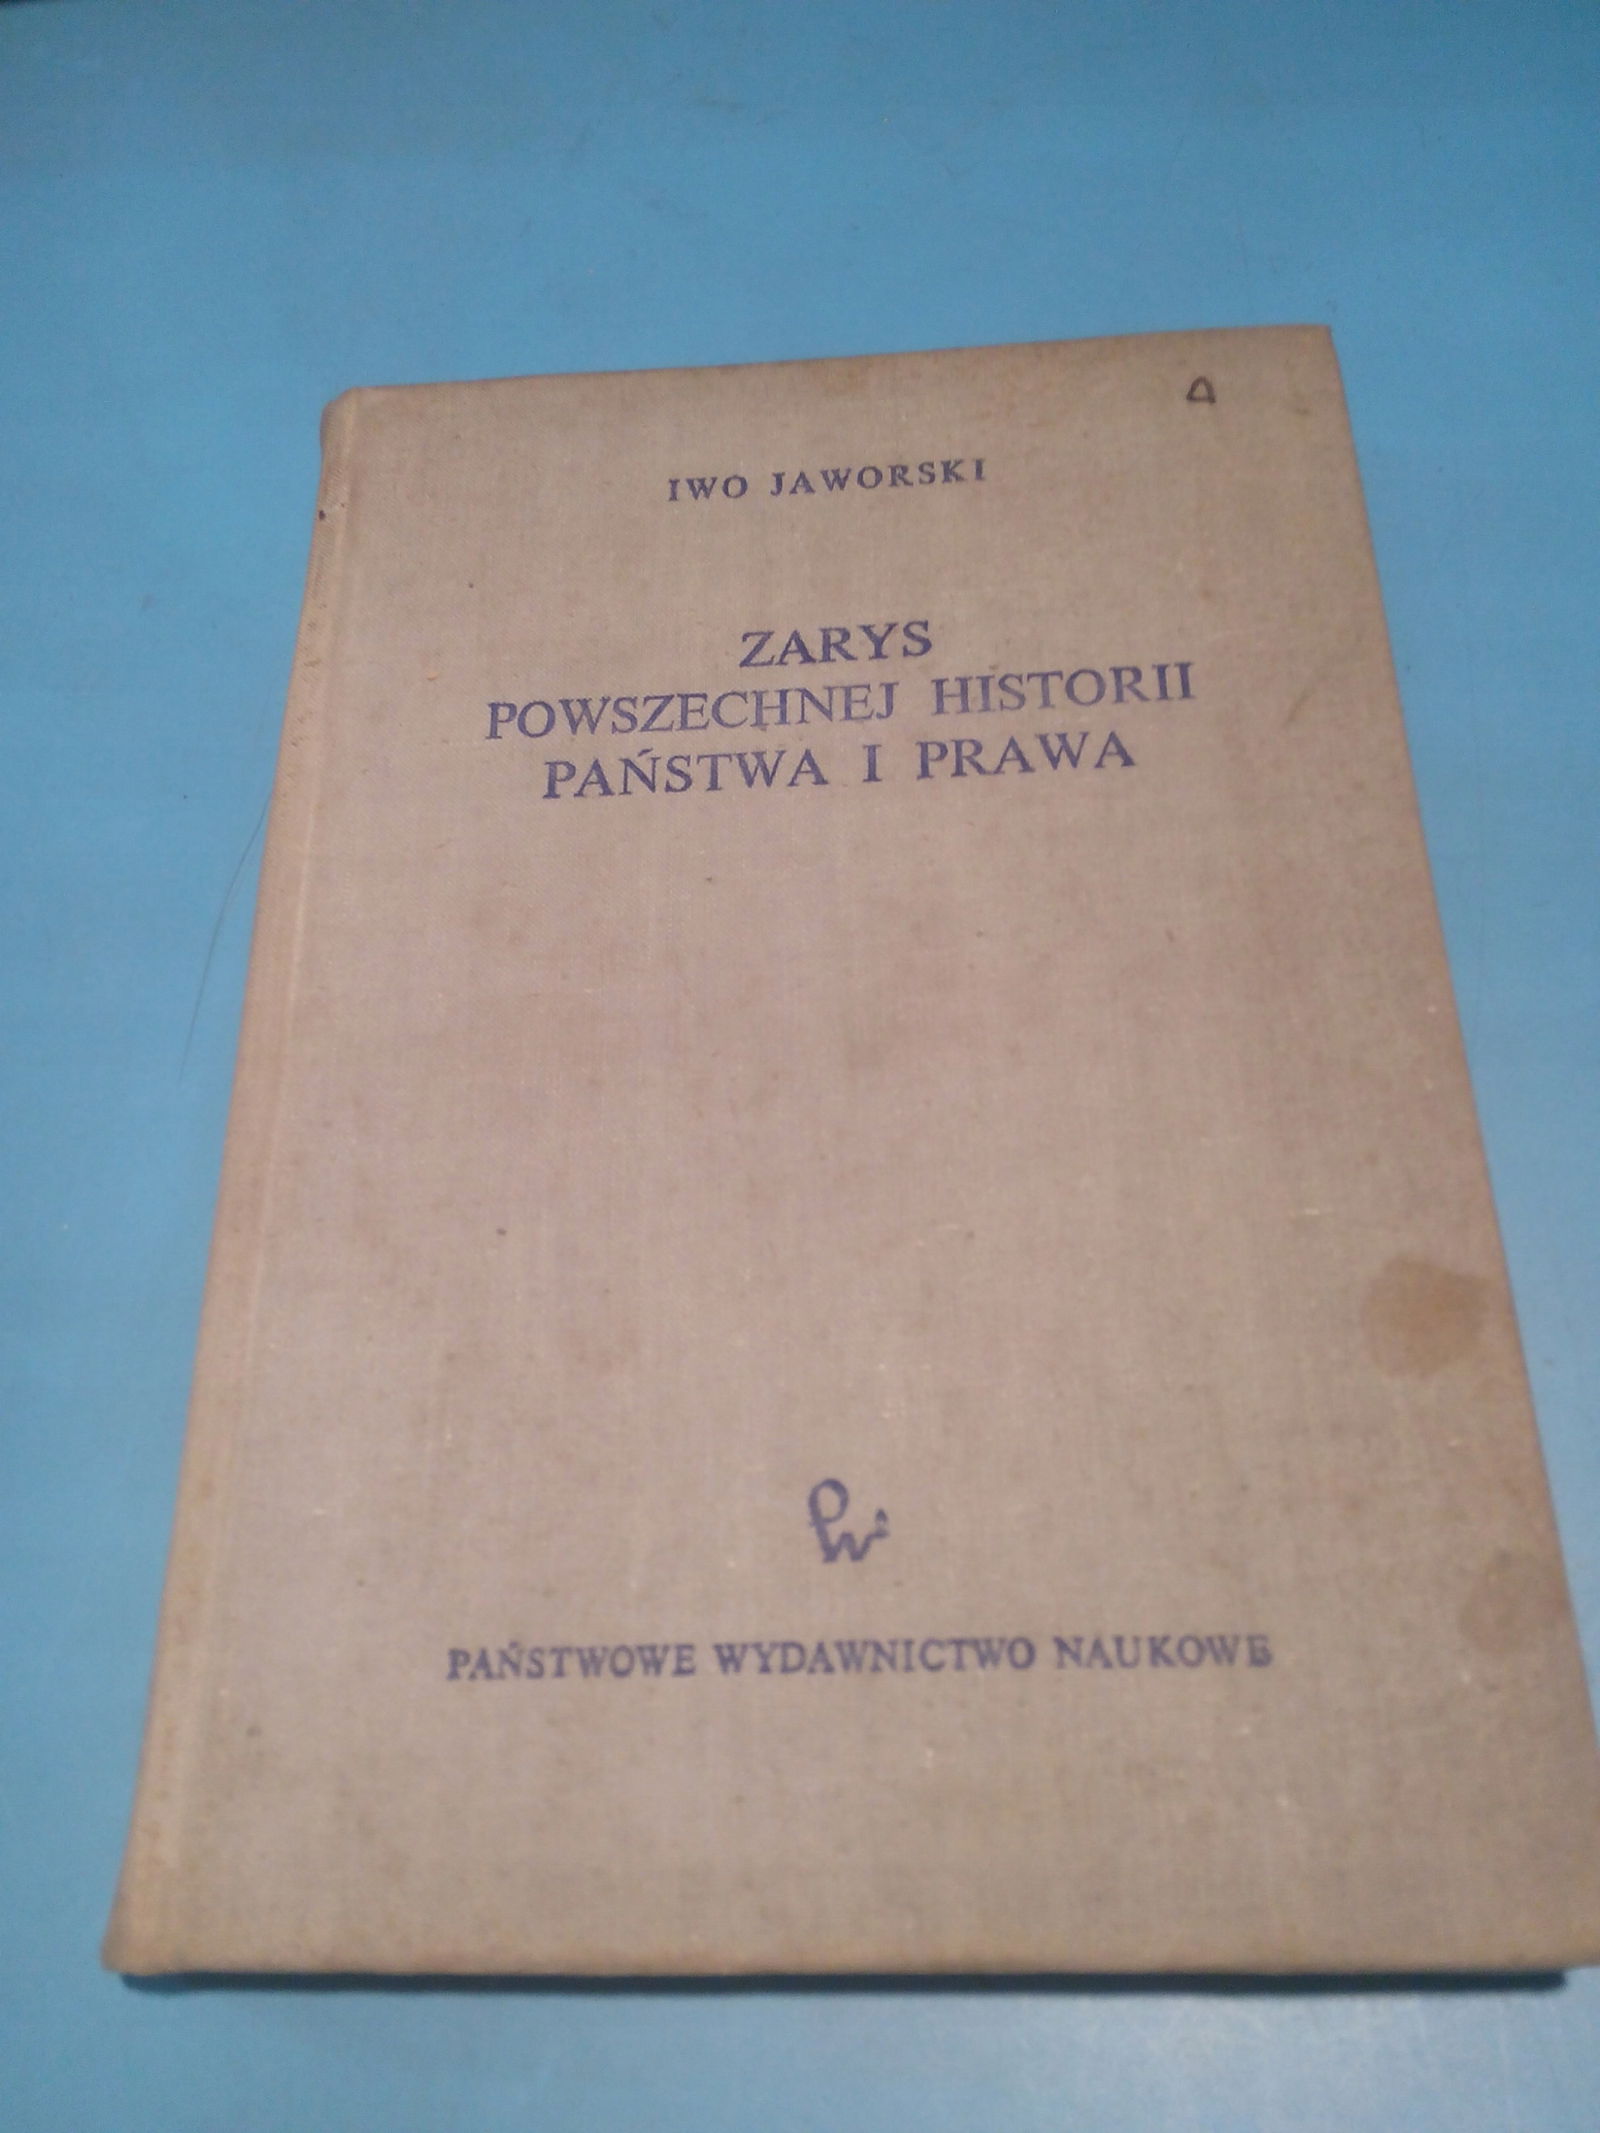 IWO JAWORSKI
ZARYS
POWSZECHNEJ HISTORII
PAŃSTWA I PRAWA
PAŃSTWOWE WYDAWNICTWO NAUKOWE